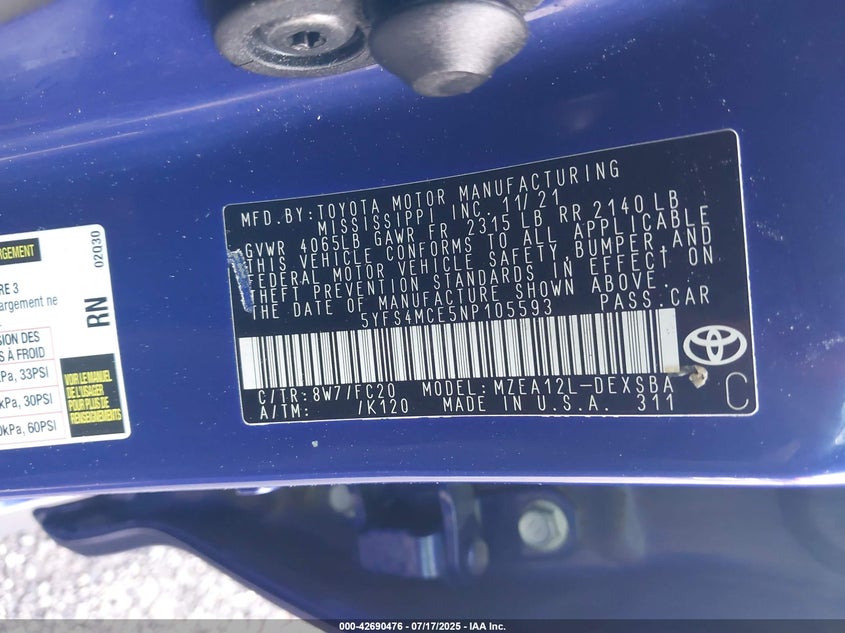 ARGEMENT
02Q30
RE 3
argement ne
RN
SION DES
S À FROID
kPa, 33PSI
kPa, 30PSI
0kPa, 60PSI
VOIR LE MANUEL
DE L'USAGER
POUR PLUS DE
RENSEIGNEMENTS
MFD. BY: TOYOTA MOTOR MANUFACTURING
MISSISSIPPI INC. 11/21
GVWR 4065LB GAWR FR 2315 LB RR 2140 LB
THIS VEHICLE CONFORMS TO ALL APPLICABLE
FEDERAL MOTOR VEHICLE SAFETY, BUMPER, AND
THEFT PREVENTION STANDARDS IN EFFECT ON
THE DATE OF MANUFACTURE SHOWN ABOVE.
5YFS4MCE5NP105593 PASS. CAR
C/TR: 8W7/FC20 MODEL: MZEA12L-DEXSBA
A/TM: /K120 MADE IN U.S.A. 311
C
000-42690476 - 07/17/2025 - IAA Inc.